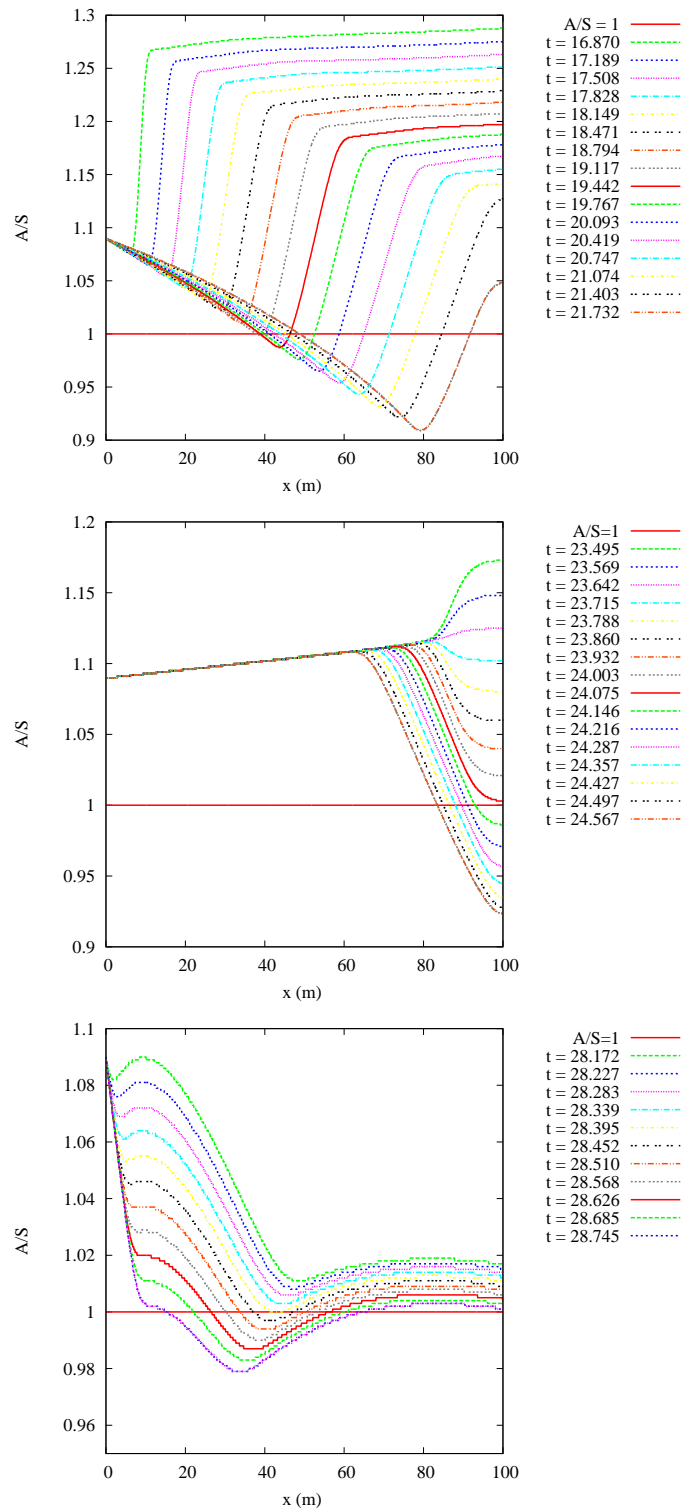 1.3
1.25
1.2
1.15
1.1
1.05
1
0.95
0.9
A/S
0 20 40 60 80 100
x (m)
A/S = 1
t = 16.870
t = 17.189
t = 17.508
t = 17.828
t = 18.149
t = 18.471
t = 18.794
t = 19.117
t = 19.442
t = 19.767
t = 20.093
t = 20.419
t = 20.747
t = 21.074
t = 21.403
t = 21.732
1.2
1.15
1.1
1.05
1
0.95
0.9
A/S
0 20 40 60 80 100
x (m)
A/S=1
t = 23.495
t = 23.569
t = 23.642
t = 23.715
t = 23.788
t = 23.860
t = 23.932
t = 24.003
t = 24.075
t = 24.146
t = 24.216
t = 24.287
t = 24.357
t = 24.427
t = 24.497
t = 24.567
1.1
1.08
1.06
1.04
1.02
1
0.98
0.96
A/S
0 20 40 60 80 100
x (m)
A/S=1
t = 28.172
t = 28.227
t = 28.283
t = 28.339
t = 28.395
t = 28.452
t = 28.510
t = 28.568
t = 28.626
t = 28.685
t = 28.745